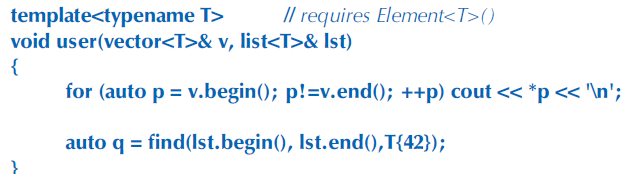 template<typename T>          // requires Element<T>()
void user(vector<T>& v, list<T>& lst)
{
        for (auto p = v.begin(); p!=v.end(); ++p) cout << *p << '\n';
        auto q = find(lst.begin(), lst.end(),T{42});
}